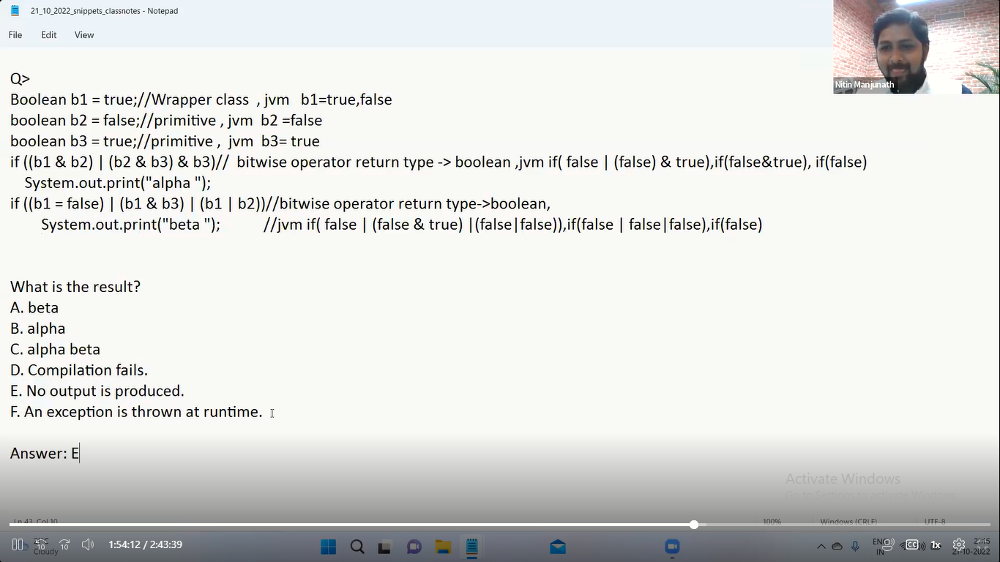 21_10_2022_snippets_classnotes - Notepad
File Edit View
Nitin Manjunath
Q>
Boolean b1 = true;//Wrapper class , jvm b1=true,false
boolean b2 = false;//primitive , jvm b2 =false
boolean b3 = true;//primitive , jvm b3= true
if ((b1 & b2) | (b2 & b3) & b3)// bitwise operator return type -> boolean ,jvm if( false | (false) & true),if(false&true), if(false)
System.out.print("alpha ");
if ((b1 = false) | (b1 & b3) | (b1 | b2))//bitwise operator return type->boolean,
System.out.print("beta "); //jvm if( false | (false & true) |(false|false)),if(false | false|false),if(false)
What is the result?
A. beta
B. alpha
C. alpha beta
D. Compilation fails.
E. No output is produced.
F. An exception is thrown at runtime.
Answer: E
Activate Windows
Go to Settings to activate Windows.
Ln 43, Col 10 100% Windows (CRLF) UTF-8
10 10 1:54:12 / 2:43:39
Cloudy
ENG
IN
CC 1x
21-10-2022